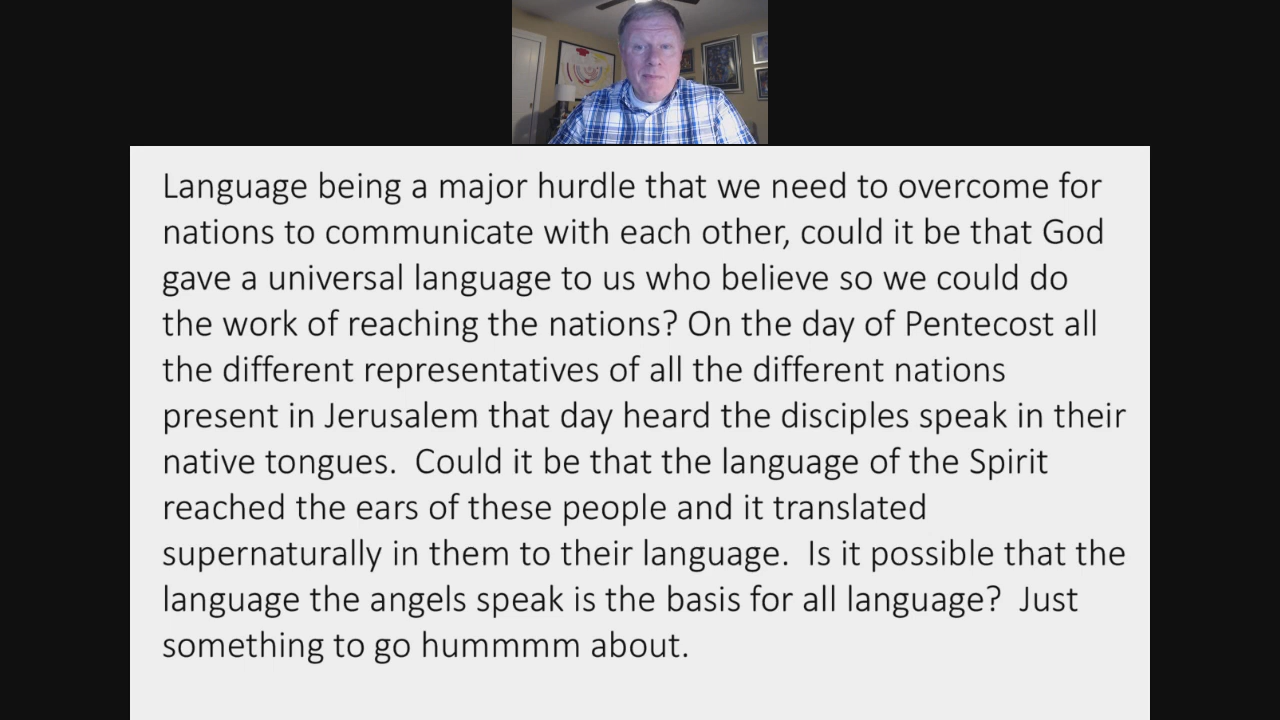 Language being a major hurdle that we need to overcome for
nations to communicate with each other, could it be that God
gave a universal language to us who believe so we could do
the work of reaching the nations? On the day of Pentecost all
the different representatives of all the different nations
present in Jerusalem that day heard the disciples speak in their
native tongues.  Could it be that the language of the Spirit
reached the ears of these people and it translated
supernaturally in them to their language.  Is it possible that the
language the angels speak is the basis for all language?  Just
something to go hummmm about.